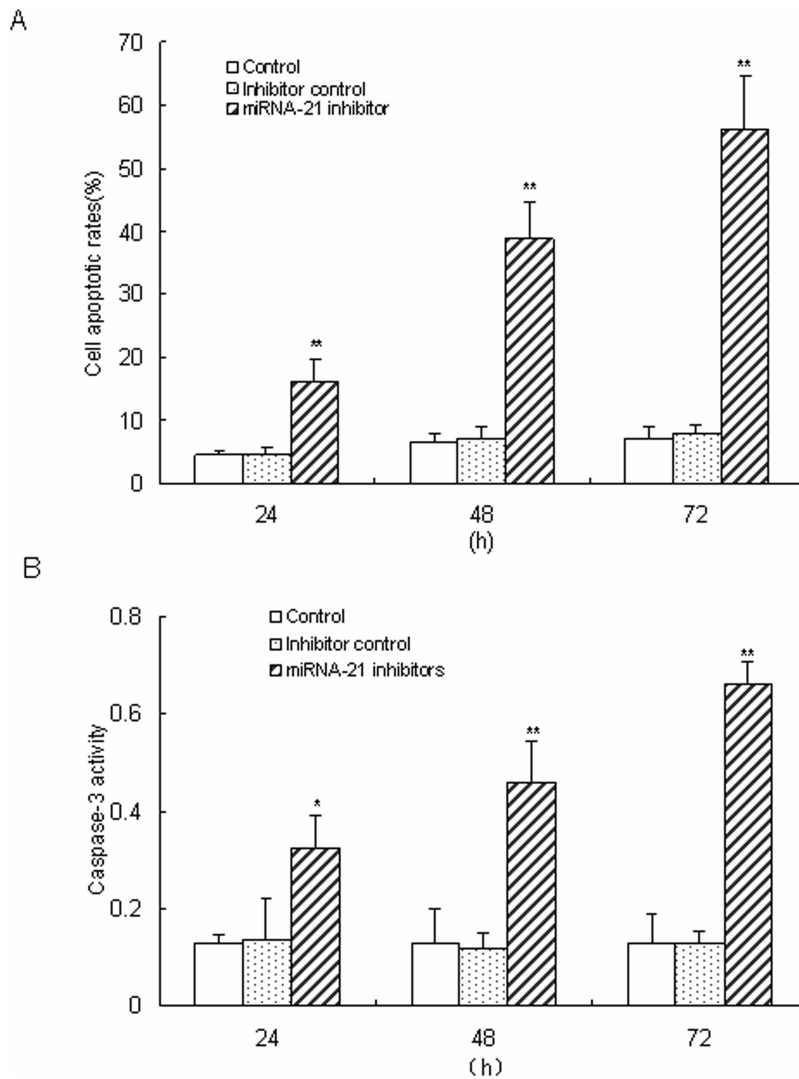 A
70
60
50
40
30
20
10
0
Cell apoptotic rates(%)
Control
Inhibitor control
miRNA-21 inhibitor
**
**
**
24
48
72
(h)
B
0.8
0.6
0.4
0.2
0
Caspase-3 activity
Control
Inhibitor control
miRNA-21 inhibitors
*
**
**
24
48
72
(h)